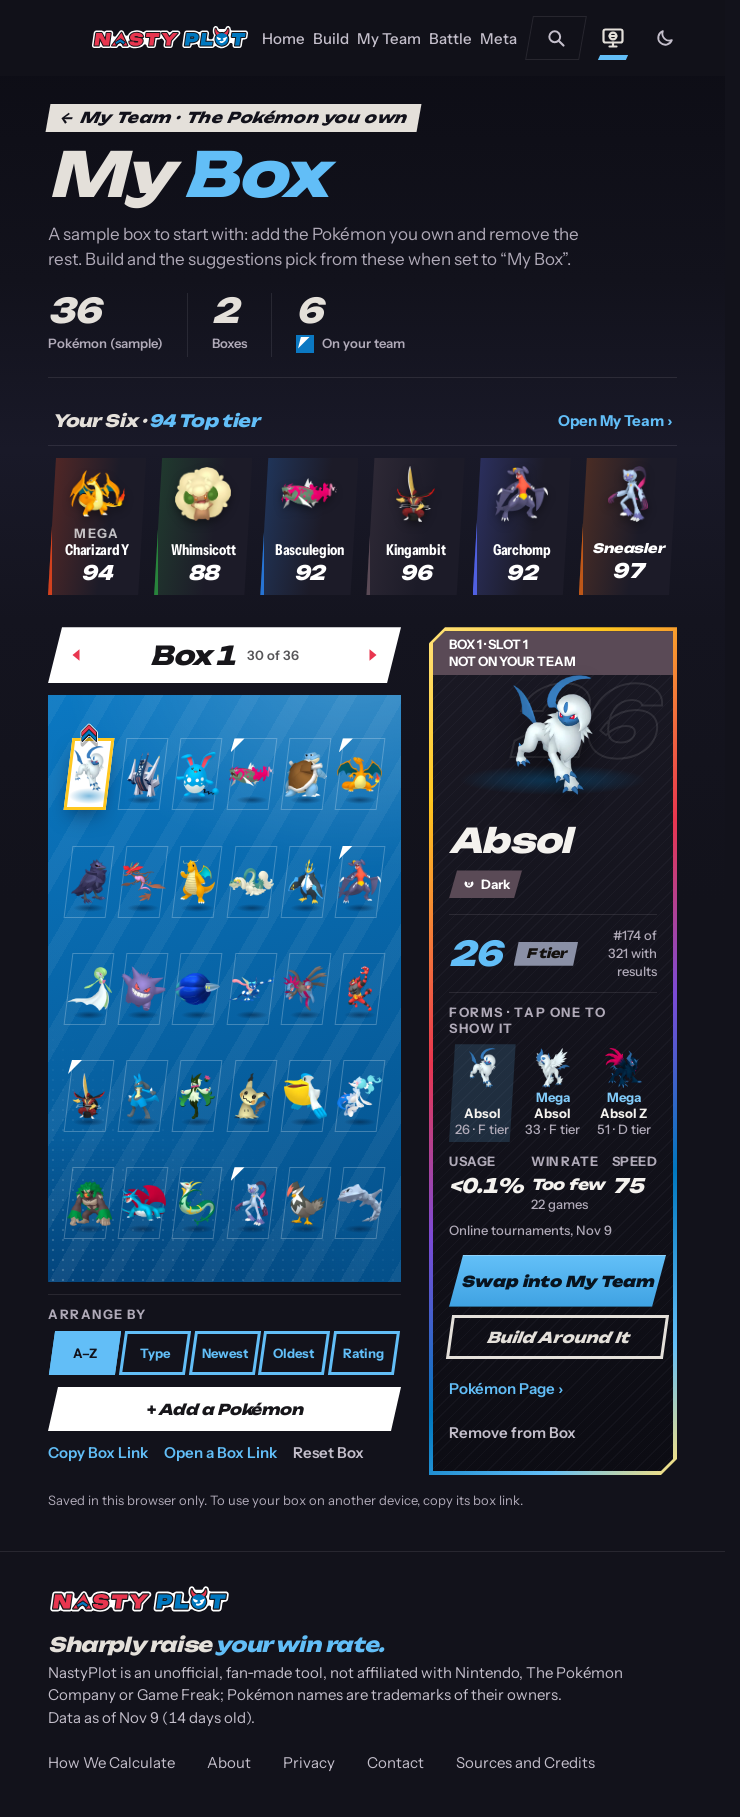 NASTY PLOT Home Build My Team Battle Meta
← My Team · The Pokémon you own
My Box
A sample box to start with: add the Pokémon you own and remove the
rest. Build and the suggestions pick from these when set to “My Box”.
36 2 6
Pokémon (sample) Boxes On your team
Your Six · 94 Top tier Open My Team ›
MEGA
Charizard Y Whimsicott Basculegion Kingambit Garchomp Sneasler
94 88 92 96 92 97
Box 1 30 of 36
ARRANGE BY
A–Z Type Newest Oldest Rating
+ Add a Pokémon
Copy Box Link Open a Box Link Reset Box
BOX 1 · SLOT 1
NOT ON YOUR TEAM
26
Absol
Dark
26 F tier #174 of
321 with
results
FORMS · TAP ONE TO
SHOW IT
Mega Mega
Absol Absol Absol Z
26 · F tier 33 · F tier 51 · D tier
USAGE WIN RATE SPEED
<0.1% Too few 75
22 games
Online tournaments, Nov 9
Swap into My Team
Build Around It
Pokémon Page ›
Remove from Box
Saved in this browser only. To use your box on another device, copy its box link.
NASTY PLOT
Sharply raise your win rate.
NastyPlot is an unofficial, fan-made tool, not affiliated with Nintendo, The Pokémon
Company or Game Freak; Pokémon names are trademarks of their owners.
Data as of Nov 9 (14 days old).
How We Calculate About Privacy Contact Sources and Credits